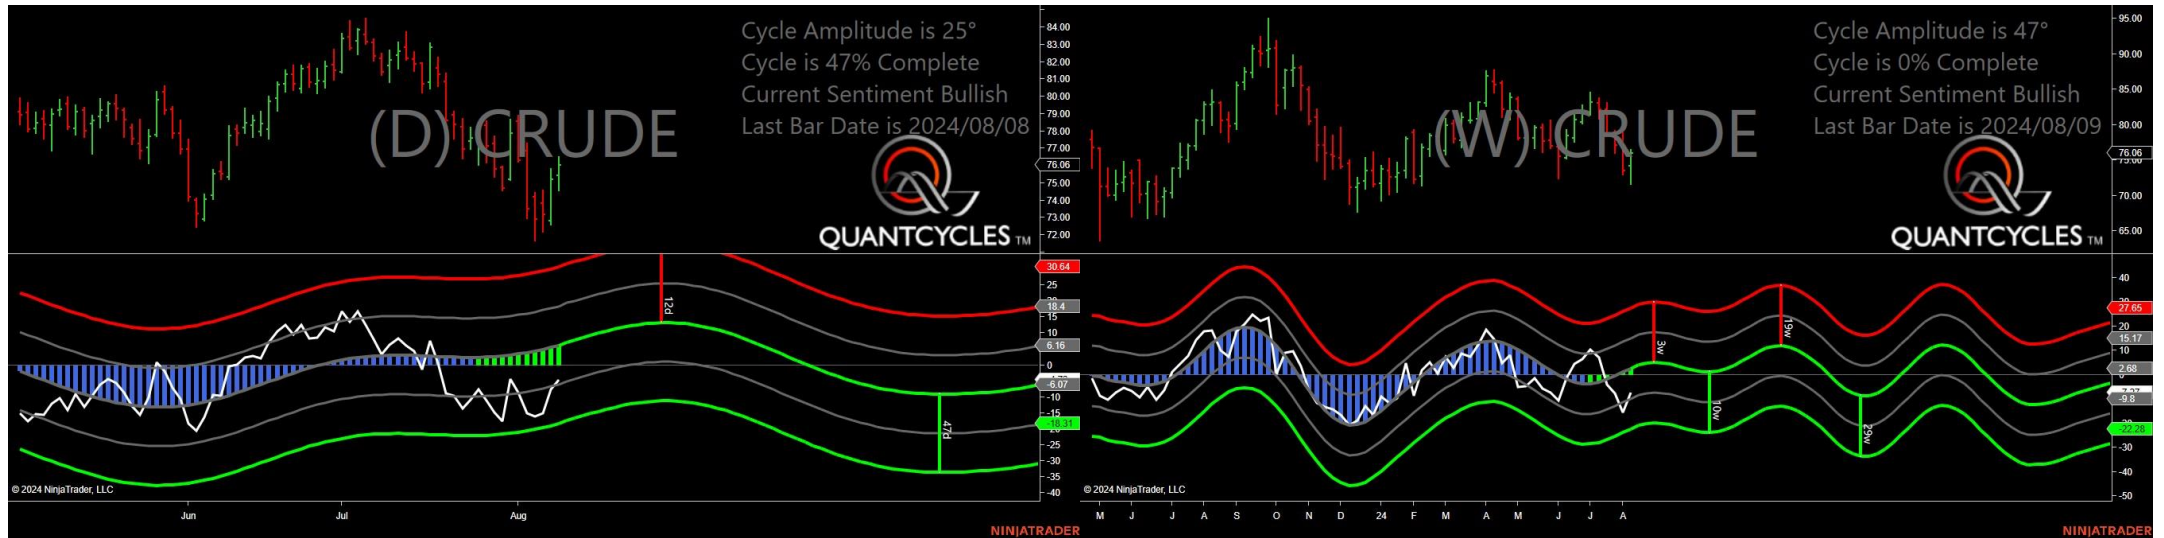 Cycle Amplitude is 25°
Cycle is 47% Complete
Current Sentiment Bullish
Last Bar Date is 2024/08/08
(D) CRUDE
QUANTCYCLES TM
84.00
83.00
82.00
81.00
80.00
79.00
78.00
77.00
76.06
75.00
74.00
73.00
72.00
30.64
25
18.4
15
10
6.16
0
-6.07
-10
-15
-18.31
-25
-30
-35
-40
12d
47d
© 2024 NinjaTrader, LLC
Jun
Jul
Aug
NINJATRADER
Cycle Amplitude is 47°
Cycle is 0% Complete
Current Sentiment Bullish
Last Bar Date is 2024/08/09
(W) CRUDE
QUANTCYCLES TM
95.00
90.00
85.00
80.00
76.06
75.00
70.00
65.00
40
27.65
20
15.17
10
2.68
-9.8
-22.28
-30
-40
-50
3w
19w
10w
29w
© 2024 NinjaTrader, LLC
M J J A S O N D 24 F M A M J J A
NINJATRADER